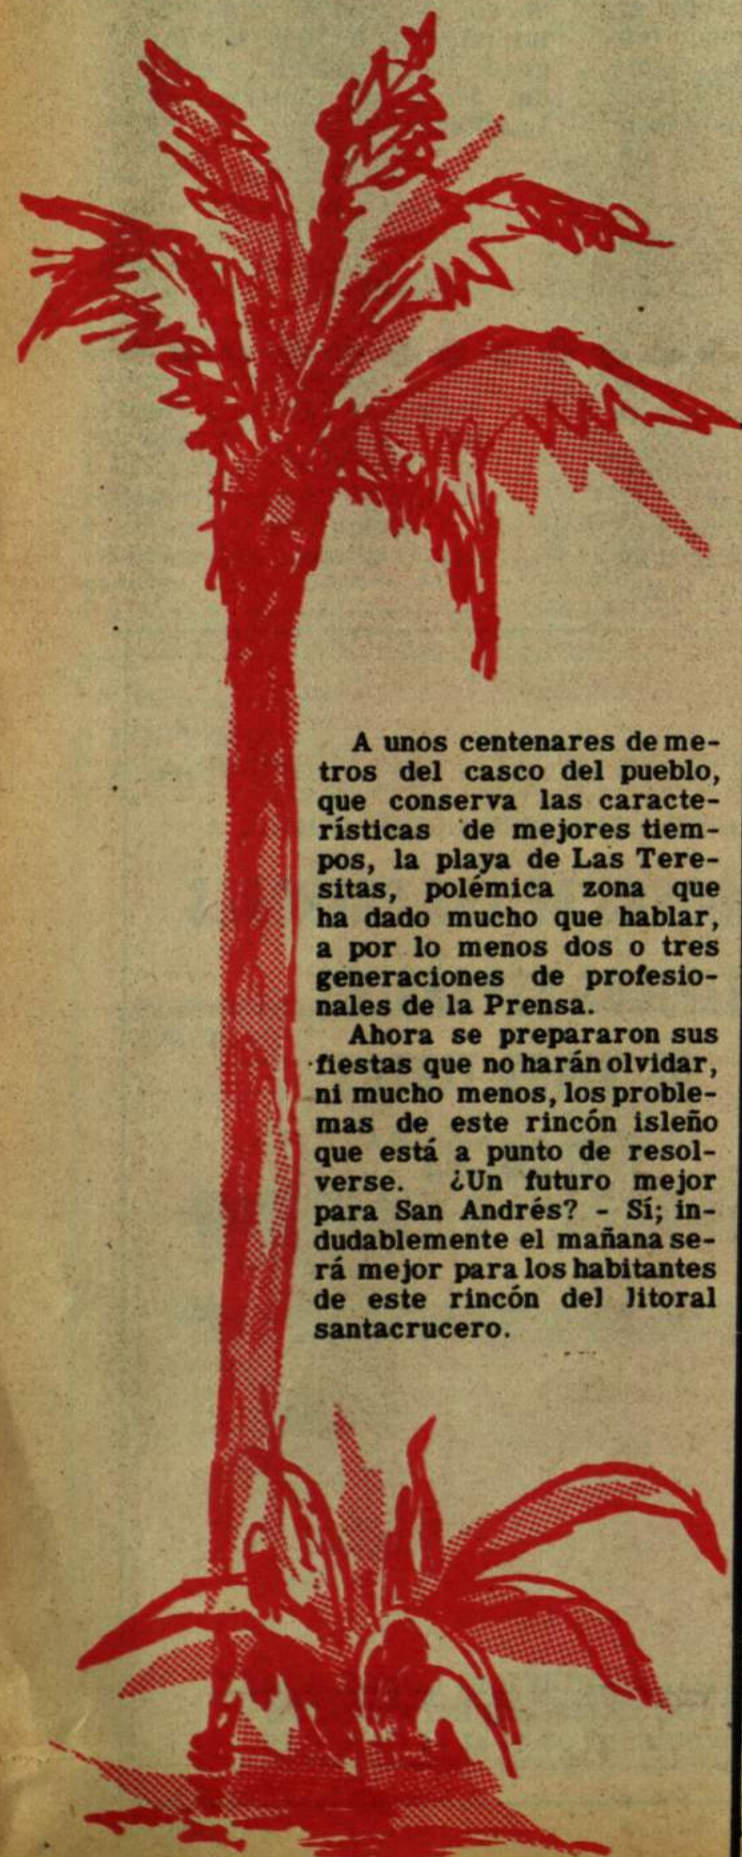 A unos centenares de me-
tros del casco del pueblo,
que conserva las caracte-
rísticas de mejores tiem-
pos, la playa de Las Tere-
sitas, polémica zona que
ha dado mucho que hablar,
a por lo menos dos o tres
generaciones de profesio-
nales de la Prensa.
Ahora se prepararon sus
fiestas que no harán olvidar,
ni mucho menos, los proble-
mas de este rincón isleño
que está a punto de resol-
verse. ¿Un futuro mejor
para San Andrés? - Sí; in-
dudablemente el mañana se-
rá mejor para los habitantes
de este rincón del litoral
santacrucero.